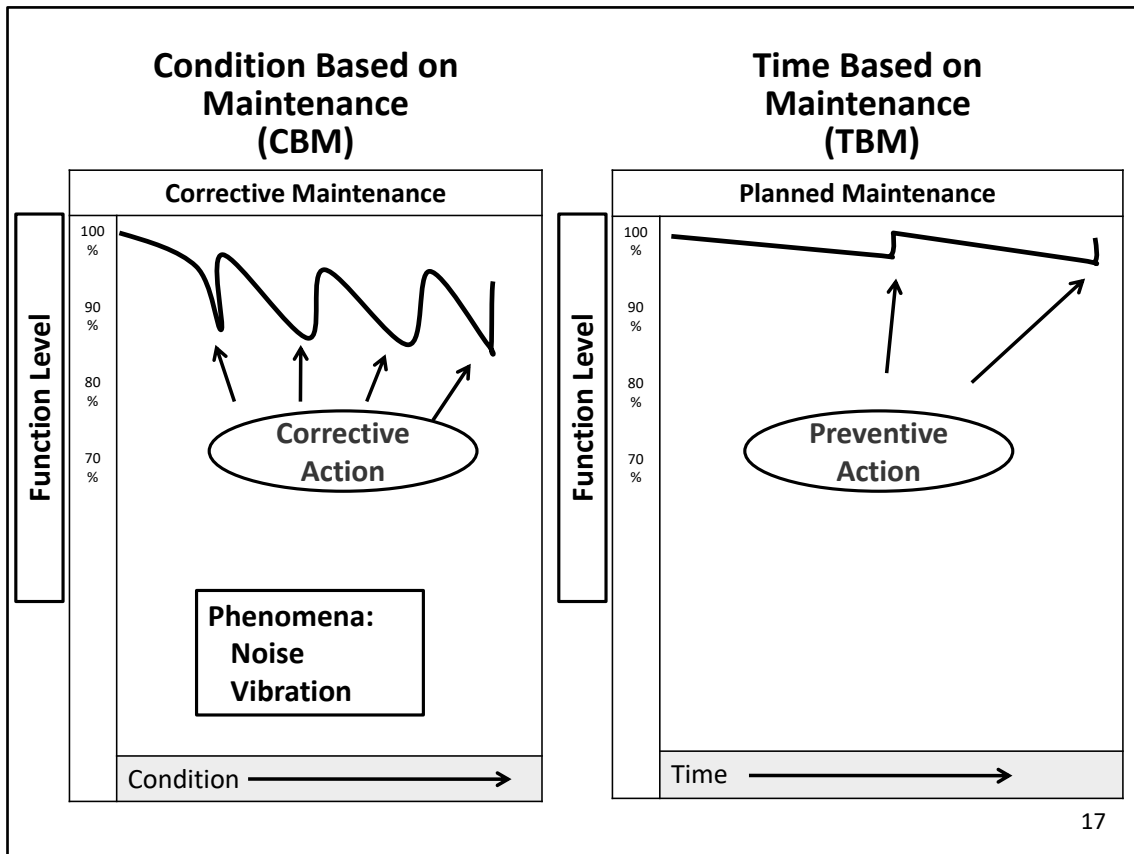 Condition Based on
Maintenance
(CBM)
Corrective Maintenance
Function Level
100
%
90
%
80
%
70
%
Corrective
Action
Phenomena:
Noise
Vibration
Condition
Time Based on
Maintenance
(TBM)
Planned Maintenance
Function Level
100
%
90
%
80
%
70
%
Preventive
Action
Time
17